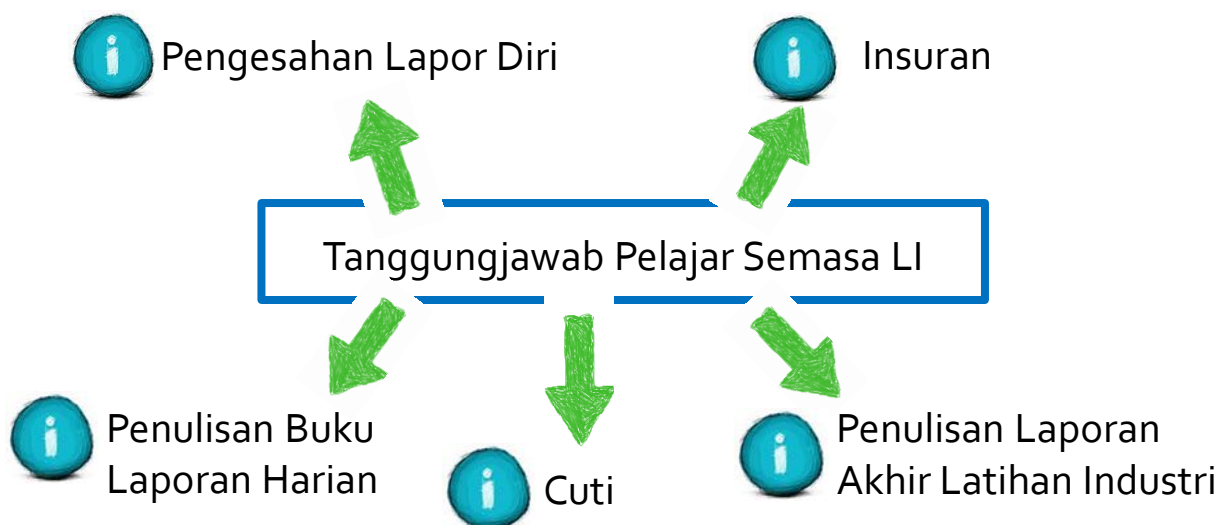 Pengesahan Lapor Diri
Insuran
Tanggungjawab Pelajar Semasa LI
Penulisan Buku
Laporan Harian
Cuti
Penulisan Laporan
Akhir Latihan Industri